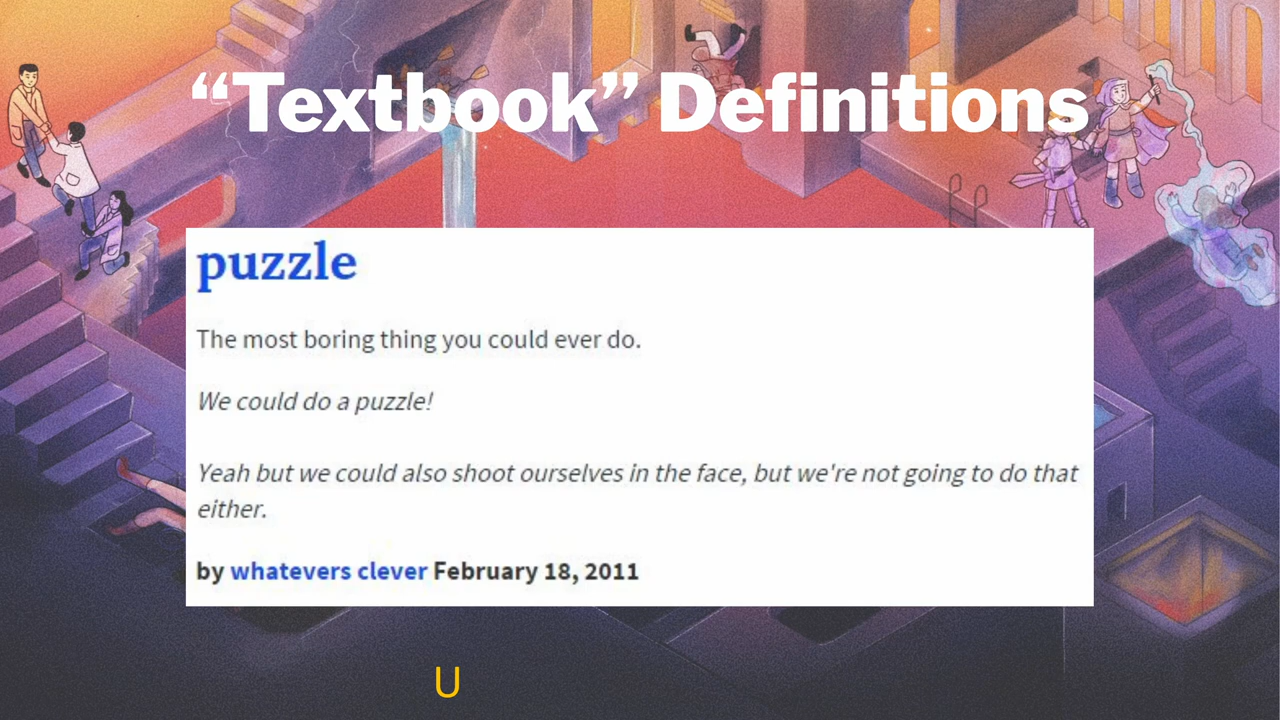 “Textbook” Definitions
puzzle
The most boring thing you could ever do.
We could do a puzzle!
Yeah but we could also shoot ourselves in the face, but we're not going to do that
either.
by whatevers clever February 18, 2011
U